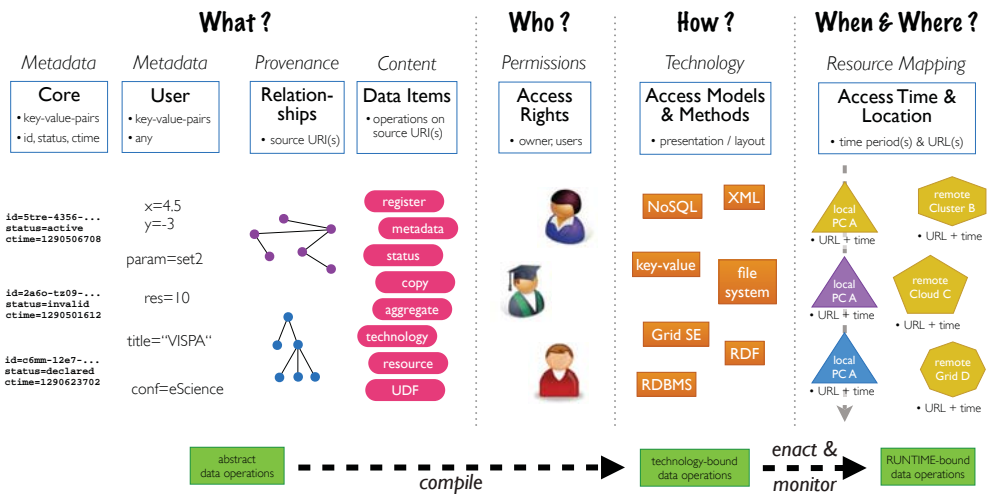 What ?
Who ?
How ?
When & Where ?
Metadata
Metadata
Provenance
Content
Permissions
Technology
Resource Mapping
Core
• key-value-pairs
• id, status, ctime
User
• key-value-pairs
• any
Relation-
ships
• source URI(s)
Data Items
• operations on
source URI(s)
Access
Rights
• owner, users
Access Models
& Methods
• presentation / layout
Access Time &
Location
• time period(s) & URL(s)
id=5tre-4356-...
status=active
ctime=1290506708
id=2a6o-tz09-...
status=invalid
ctime=1290501612
id=c6mm-12e7-...
status=declared
ctime=1290623702
x=4.5
y=-3
param=set2
res=10
title="VISPA"
conf=eScience
register
metadata
status
copy
aggregate
technology
resource
UDF
NoSQL
XML
key-value
file
system
Grid SE
RDF
RDBMS
local
PC A
• URL + time
remote
Cluster B
• URL + time
local
PC A
• URL + time
remote
Cloud C
• URL + time
local
PC A
• URL + time
remote
Grid D
• URL + time
abstract
data operations
compile
technology-bound
data operations
enact &
monitor
RUNTIME-bound
data operations